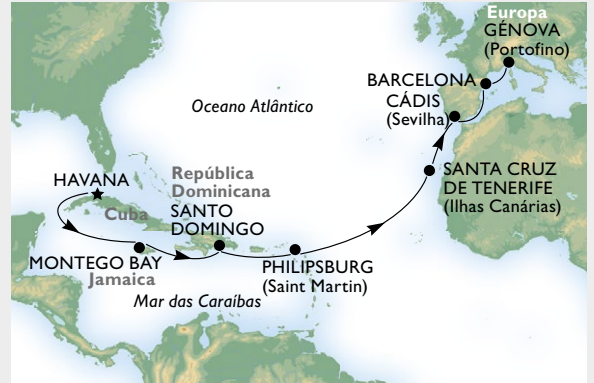 Europa
GÉNOVA
(Portofino)
BARCELONA
CÁDIS
(Sevilha)
Oceano Atlântico
SANTA CRUZ
DE TENERIFE
(Ilhas Canárias)
HAVANA
Cuba
República
Dominicana
SANTO
DOMINGO
MONTEGO BAY
Jamaica
PHILIPSBURG
(Saint Martin)
Mar das Caraíbas